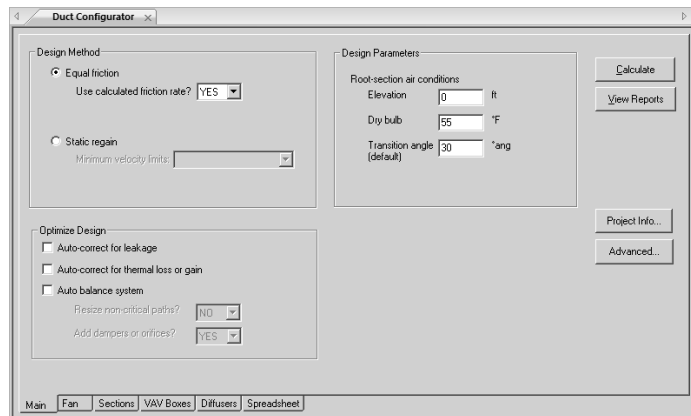 Duct Configurator
Design Method
Equal friction
Use calculated friction rate? YES
Static regain
Minimum velocity limits:
Design Parameters
Root-section air conditions
Elevation 0 ft
Dry bulb 55 °F
Transition angle (default) 30 °ang
Calculate
View Reports
Project Info...
Advanced...
Optimize Design
Auto-correct for leakage
Auto-correct for thermal loss or gain
Auto balance system
Resize non-critical paths? NO
Add dampers or orifices? YES
Main Fan Sections VAV Boxes Diffusers Spreadsheet